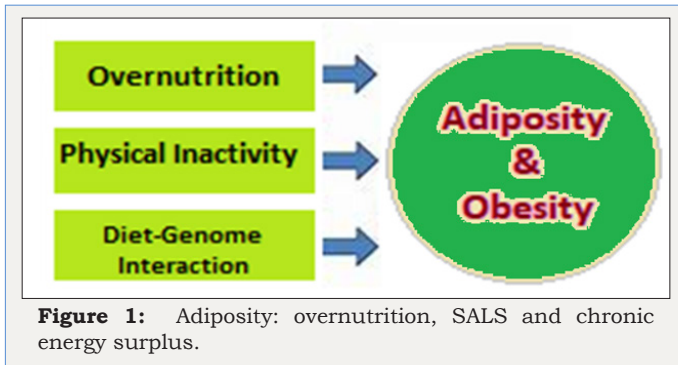 Overnutrition
Physical Inactivity
Diet-Genome
Interaction
Adiposity
&
Obesity
Figure 1: Adiposity: overnutrition, SALS and chronic
energy surplus.